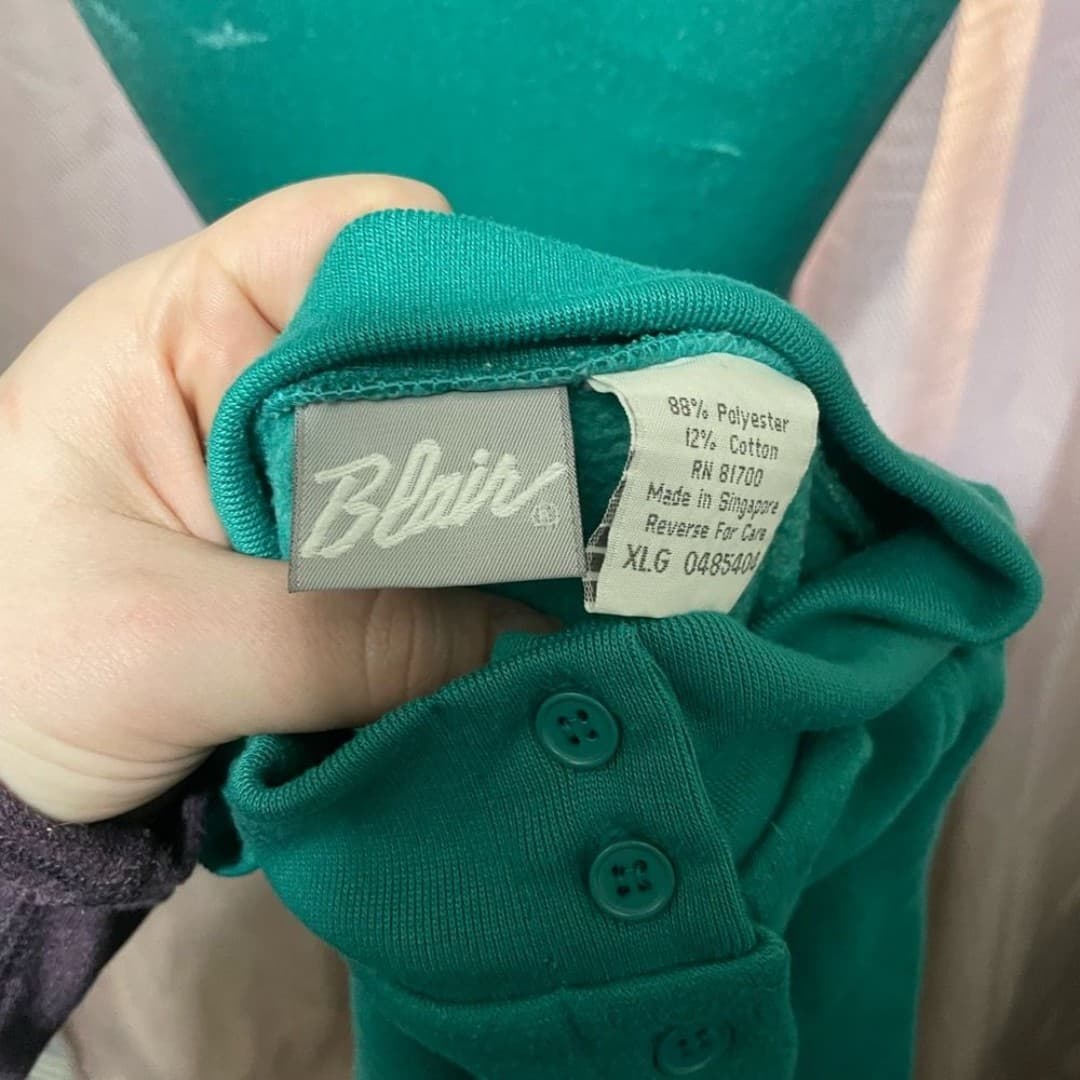 Blair ®
88% Polyester
12% Cotton
RN 81700
Made in Singapore
Reverse For Care
XLG 0485404